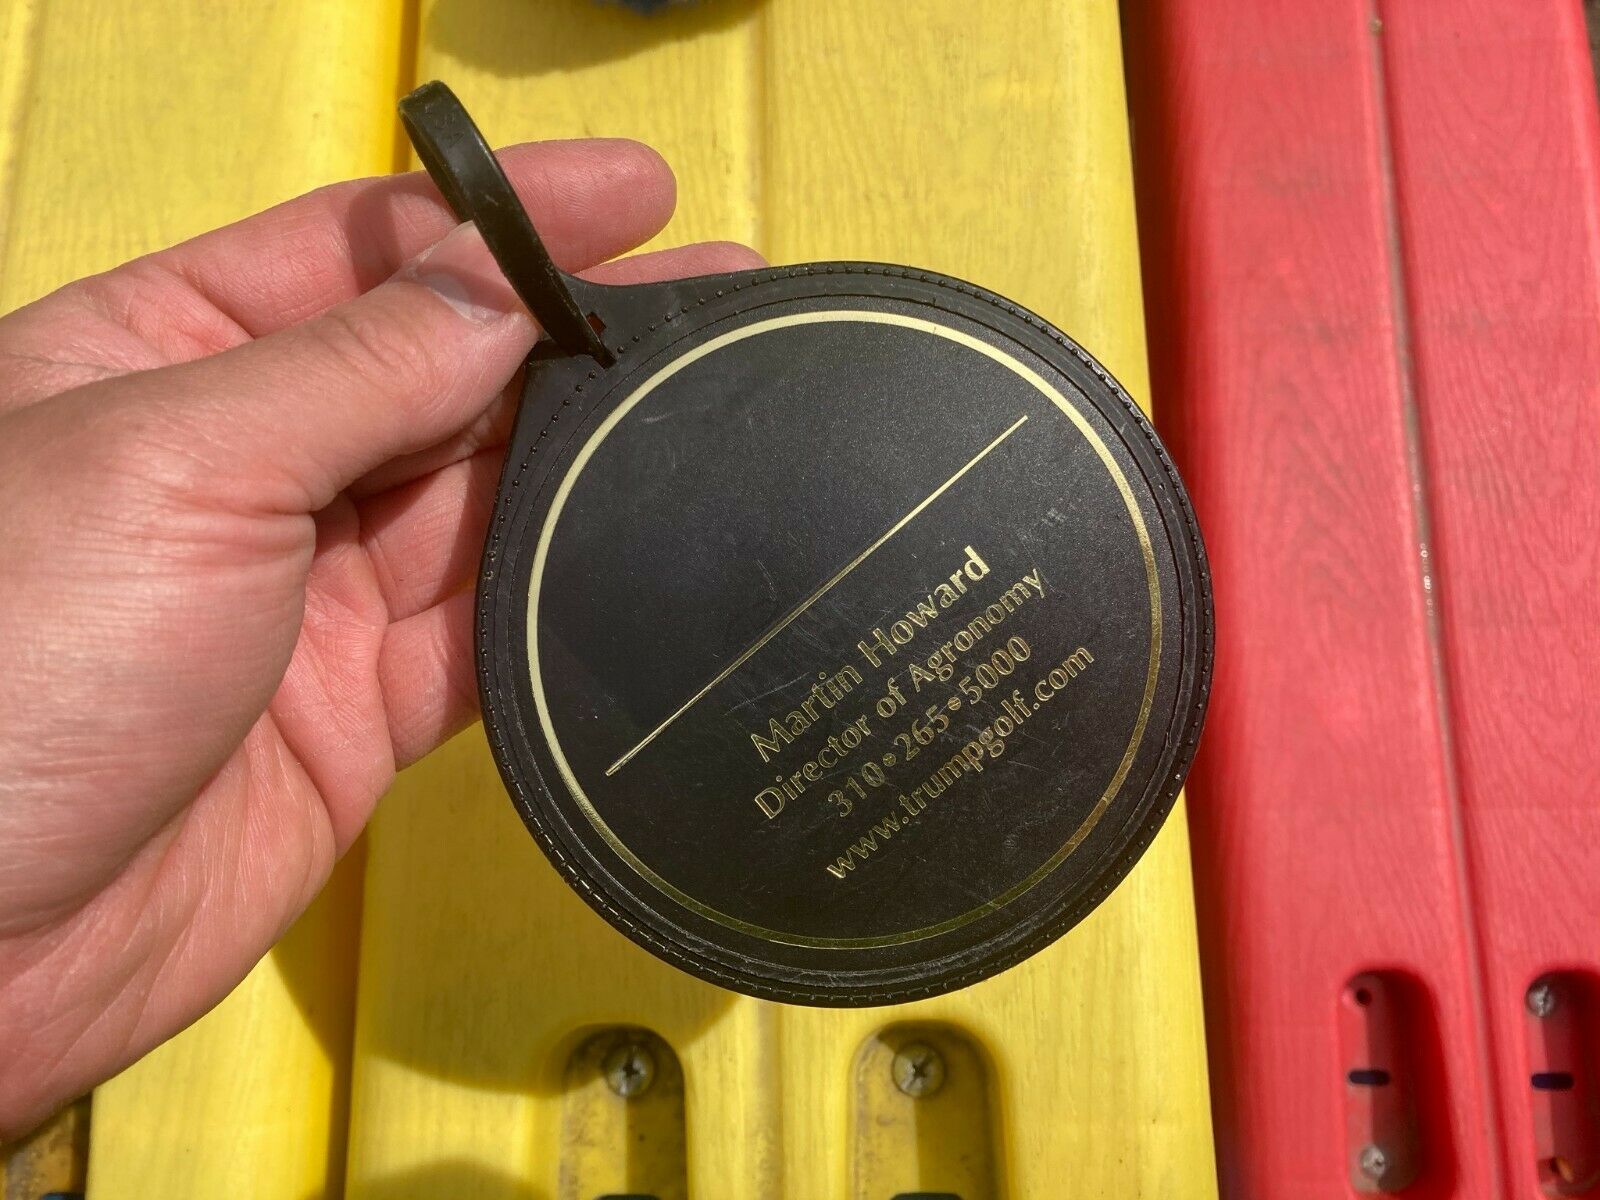 Martin Howard
Director of Agronomy
310•265•5000
www.trumpgolf.com